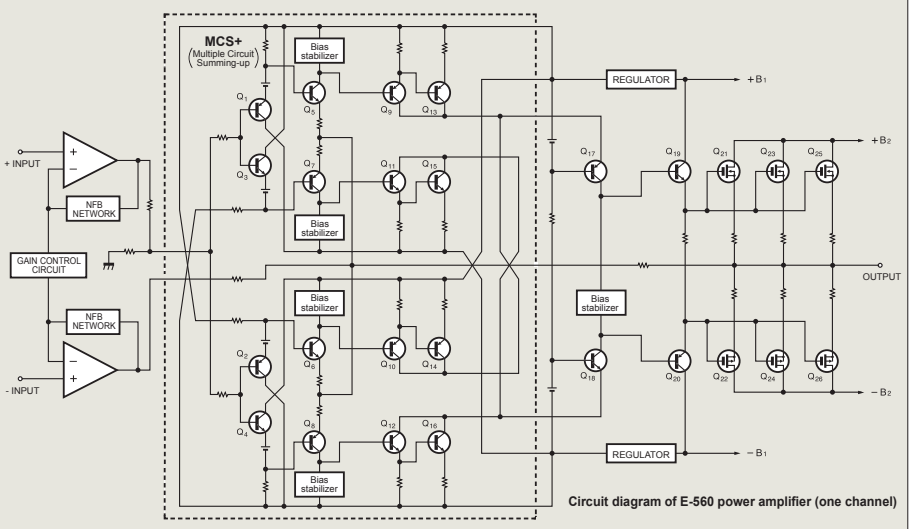 MCS+
(Multiple Circuit
Summing-up)
Bias
stabilizer
Q1
Q5
Q9
Q13
REGULATOR
+B1
+B2
+ INPUT
+
−
NFB
NETWORK
GAIN CONTROL
CIRCUIT
Q3
Q7
Q11
Q15
Q17
Q19
Q21
Q23
Q25
Bias
stabilizer
OUTPUT
Bias
stabilizer
Bias
stabilizer
NFB
NETWORK
−
+
- INPUT
Q2
Q6
Q10
Q14
Q18
Q20
Q22
Q24
Q26
−B2
Q4
Q8
Q12
Q16
Bias
stabilizer
REGULATOR
−B1
Circuit diagram of E-560 power amplifier (one channel)